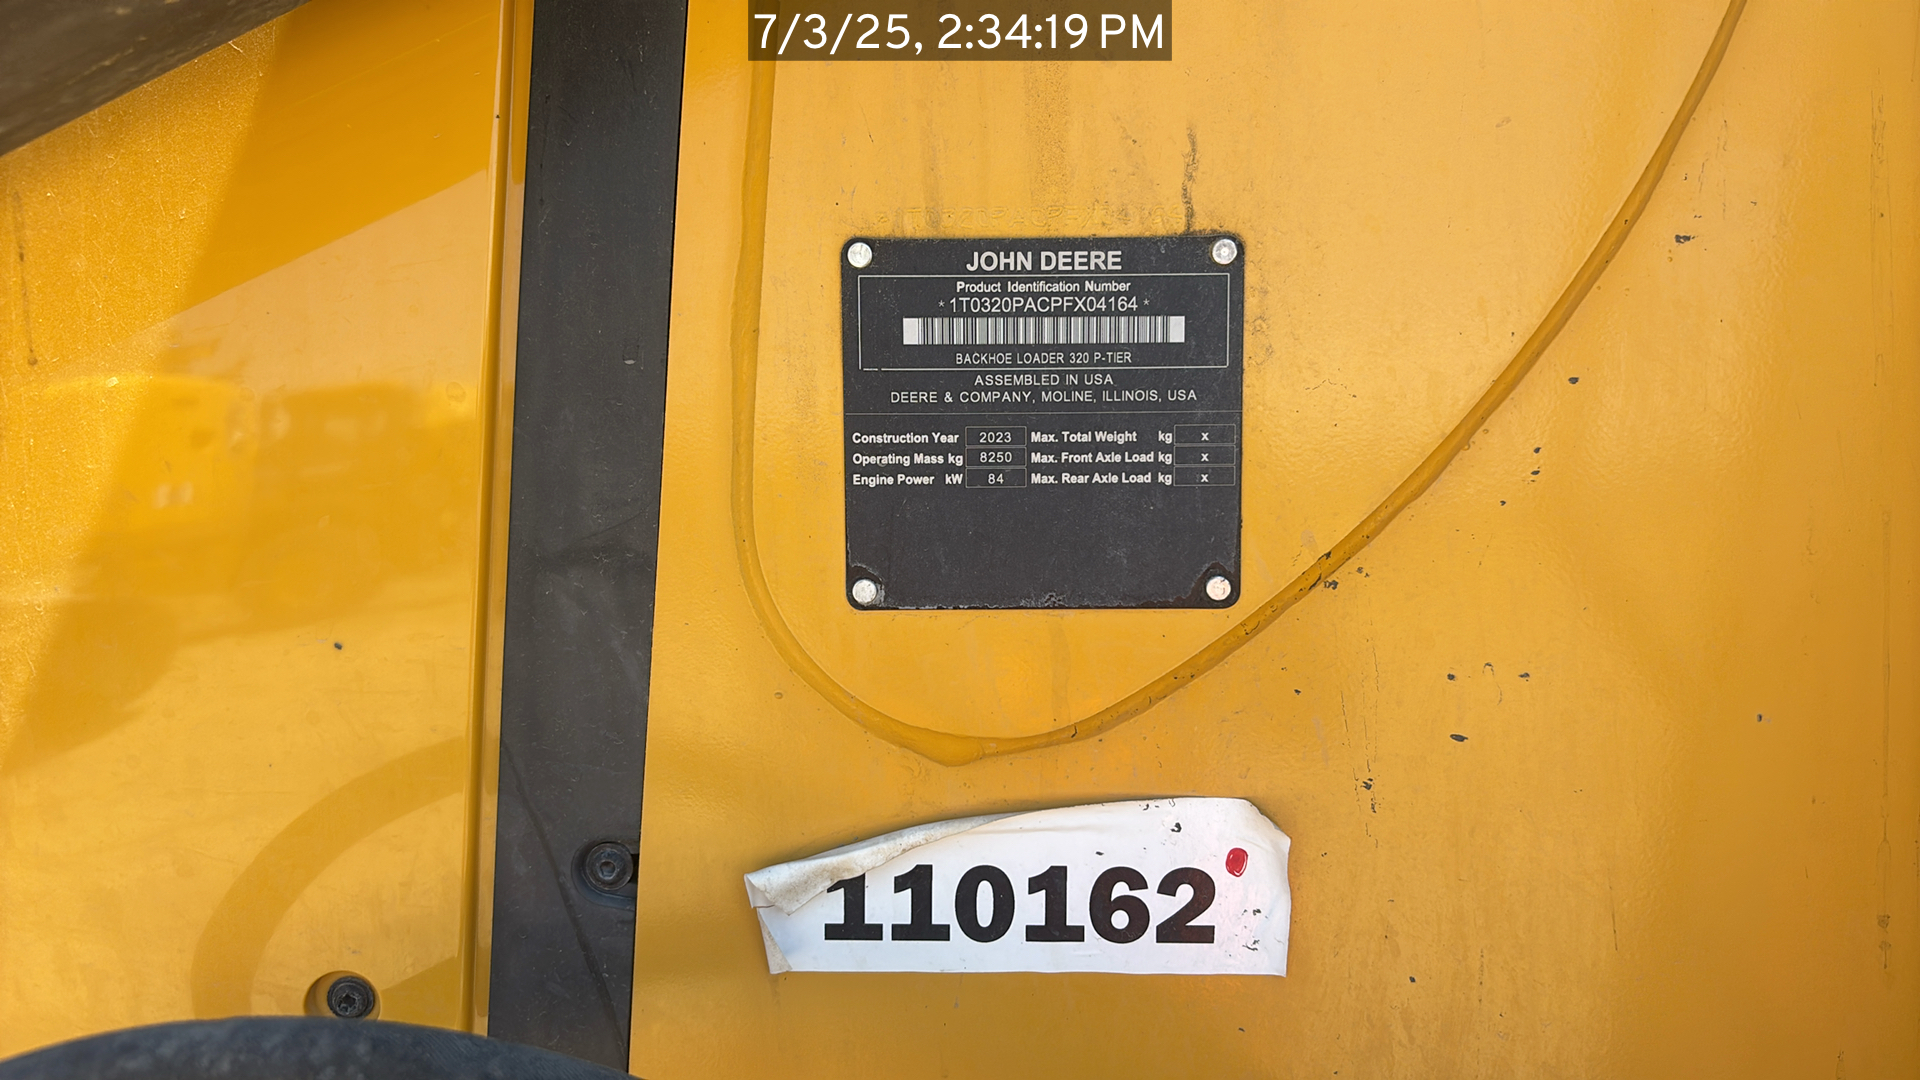 7/3/25, 2:34:19 PM
JOHN DEERE
Product Identification Number
*1T0320PACPFX04164*
BACKHOE LOADER 320 P-TIER
ASSEMBLED IN USA
DEERE & COMPANY, MOLINE, ILLINOIS, USA
Construction Year 2023 Max. Total Weight kg x
Operating Mass kg 8250 Max. Front Axle Load kg x
Engine Power kW 84 Max. Rear Axle Load kg x
110162